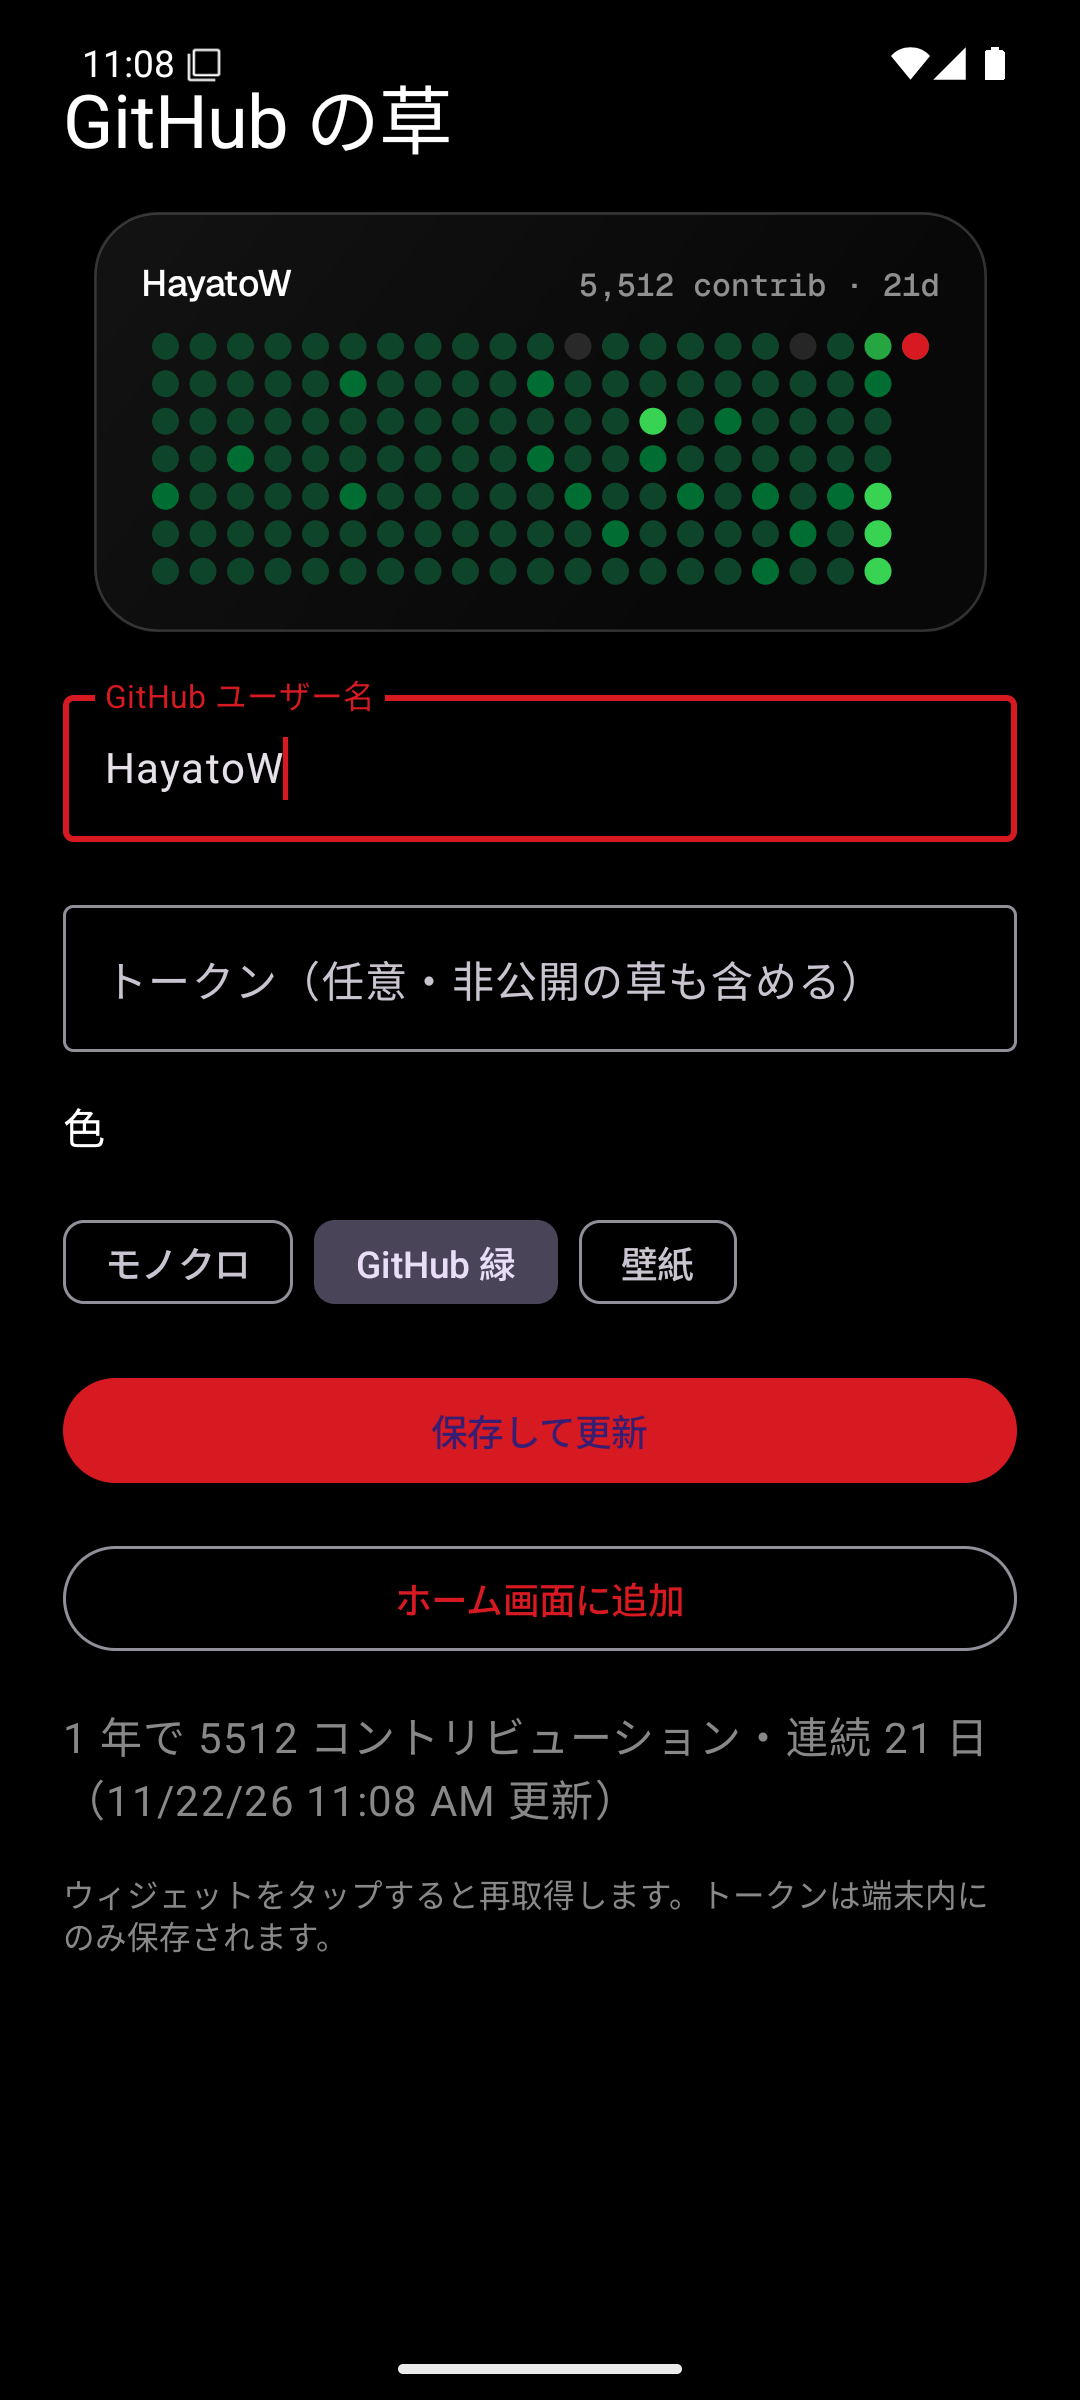 11:08
GitHub の草
HayatoW
5,512 contrib · 21d
GitHub ユーザー名
HayatoW
トークン（任意・非公開の草も含める）
色
モノクロ
GitHub 緑
壁紙
保存して更新
ホーム画面に追加
1 年で 5512 コントリビューション・連続 21 日
（11/22/26 11:08 AM 更新）
ウィジェットをタップすると再取得します。トークンは端末内に
のみ保存されます。